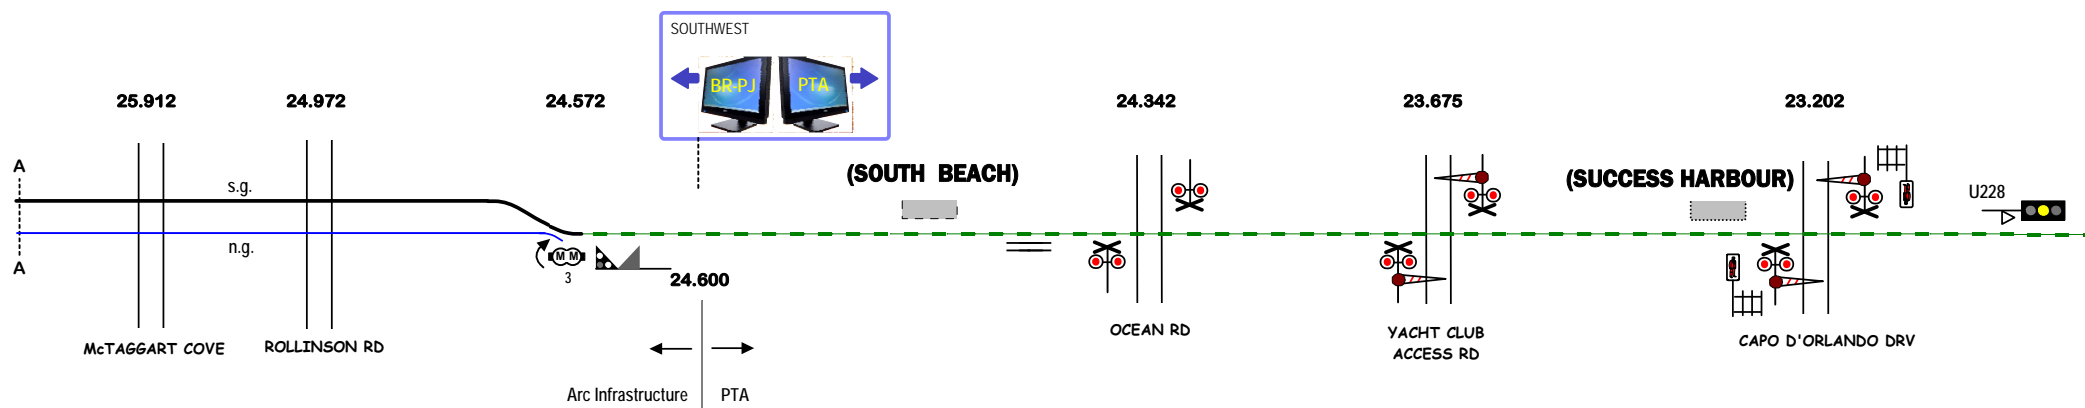 SOUTHWEST
BR-PJ
PTA
25.912
24.972
24.572
24.342
23.675
23.202
A
s.g.
(SOUTH BEACH)
(SUCCESS HARBOUR)
U228
n.g.
A
M M
3
24.600
McTAGGART COVE
ROLLINSON RD
OCEAN RD
YACHT CLUB
ACCESS RD
CAPO D'ORLANDO DRV
Arc Infrastructure
PTA